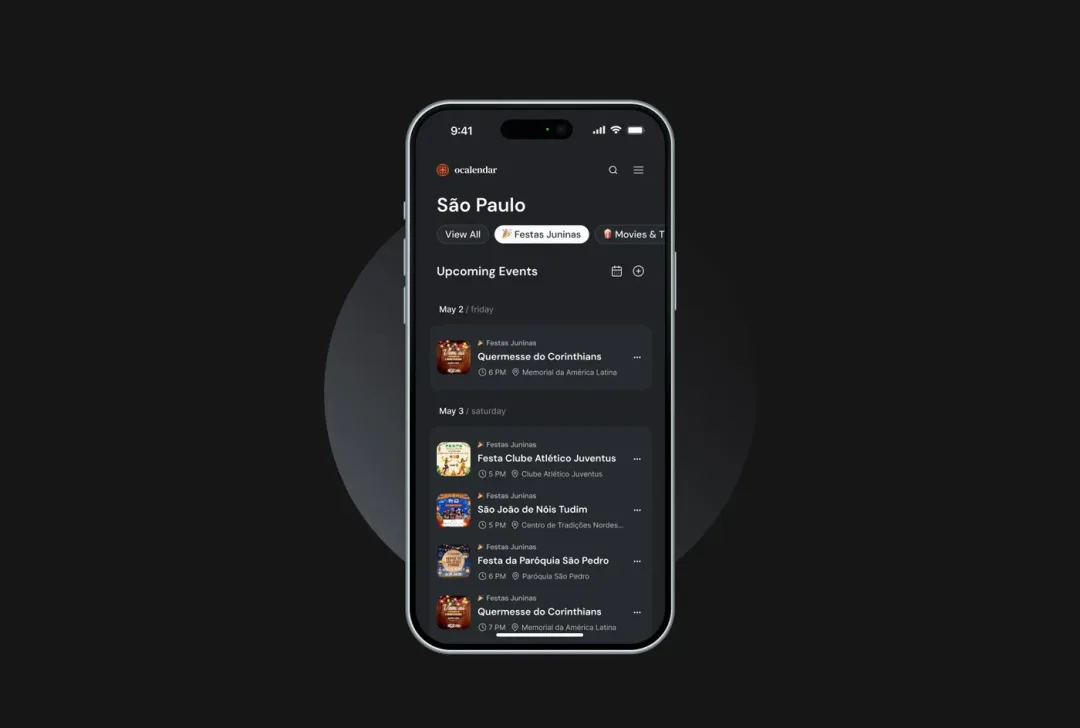 9:41
ocalendar
São Paulo
View All
Festas Juninas
Movies & T
Upcoming Events
May 2 / friday
Festas Juninas
Quermesse do Corinthians
6 PM Memorial da América Latina
May 3 / saturday
Festas Juninas
Festa Clube Atlético Juventus
5 PM Clube Atlético Juventus
Festas Juninas
São João de Nóis Tudim
5 PM Centro de Tradições Nordes...
Festas Juninas
Festa da Paróquia São Pedro
6 PM Paróquia São Pedro
Festas Juninas
Quermesse do Corinthians
7 PM Memorial da América Latina